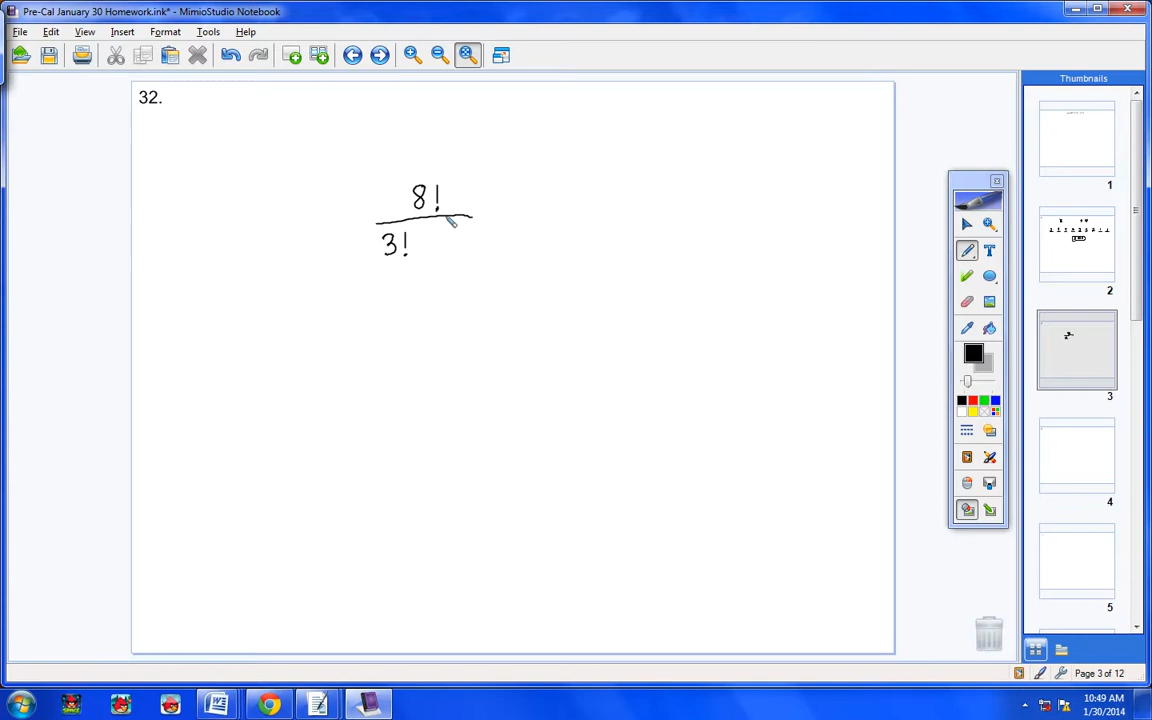 Pre-Cal January 30 Homework.ink* - MimioStudio Notebook
File Edit View Insert Format Tools Help
Thumbnails
32.
8!
3!
1
2
3
4
5
Page 3 of 12
10:49 AM
1/30/2014